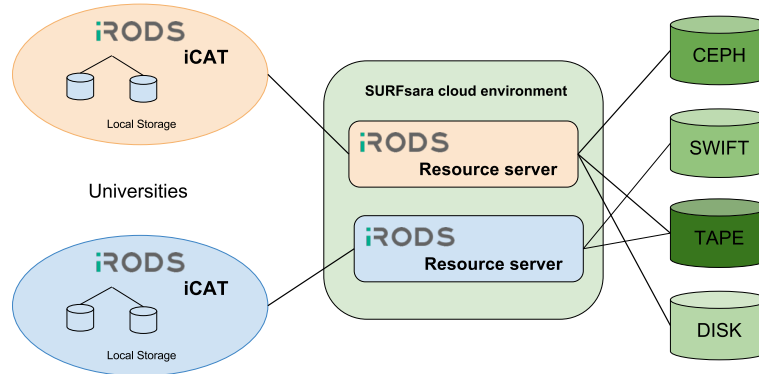 iRODS
iCAT
Local Storage
Universities
iRODS
iCAT
Local Storage
SURFsara cloud environment
iRODS
Resource server
iRODS
Resource server
CEPH
SWIFT
TAPE
DISK